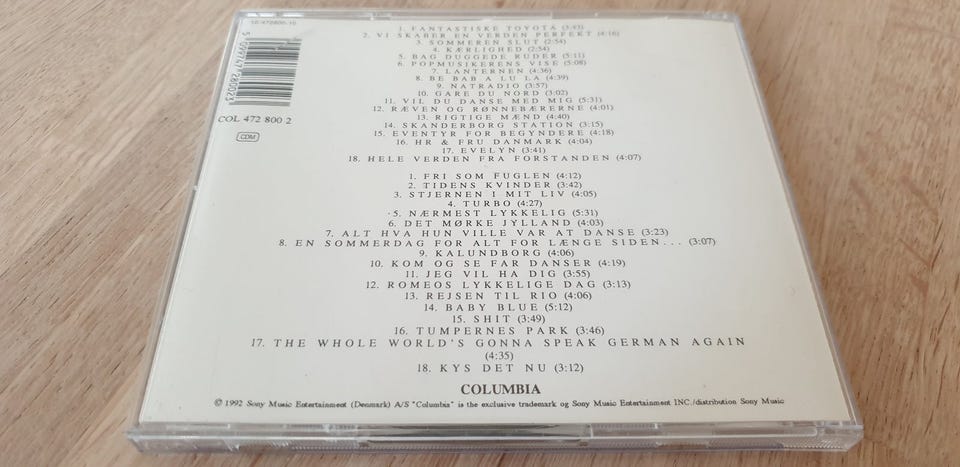 10-472800-10
5 099747 280023
COL 472 800 2
CDM
1. FANTASTISKE TOYOTA (3:43)
2. VI SKABER EN VERDEN PERFEKT (4:16)
3. SOMMEREN SLUT (2:54)
4. KÆRLIGHED (2:54)
5. BAG DUGGEDE RUDER (5:11)
6. POPMUSIKERENS VISE (5:08)
7. LANTERNEN (4:36)
8. BE BAB A LU LA (4:39)
9. NATRADIO (3:57)
10. GARE DU NORD (3:02)
11. VIL DU DANSE MED MIG (5:31)
12. RÆVEN OG RØNNEBÆRERNE (4:01)
13. RIGTIGE MÆND (4:40)
14. SKANDERBORG STATION (3:15)
15. EVENTYR FOR BEGYNDERE (4:18)
16. HR & FRU DANMARK (4:04)
17. EVELYN (3:41)
18. HELE VERDEN FRA FORSTANDEN (4:07)
1. FRI SOM FUGLEN (4:12)
2. TIDENS KVINDER (3:42)
3. STJERNEN I MIT LIV (4:05)
4. TURBO (4:27)
5. NÆRMEST LYKKELIG (5:31)
6. DET MØRKE JYLLAND (4:03)
7. ALT HVA HUN VILLE VAR AT DANSE (3:23)
8. EN SOMMERDAG FOR ALT FOR LÆNGE SIDEN... (3:07)
9. KALUNDBORG (4:06)
10. KOM OG SE FAR DANSER (4:19)
11. JEG VIL HA DIG (3:55)
12. ROMEOS LYKKELIGE DAG (3:13)
13. REJSEN TIL RIO (4:06)
14. BABY BLUE (5:12)
15. SHIT (3:49)
16. TUMPERNES PARK (3:46)
17. THE WHOLE WORLD'S GONNA SPEAK GERMAN AGAIN
(4:35)
18. KYS DET NU (3:12)
COLUMBIA
© 1992 Sony Music Entertainment (Denmark) A/S "Columbia" is the exclusive trademark og Sony Music Entertainment INC./distribution Sony Music